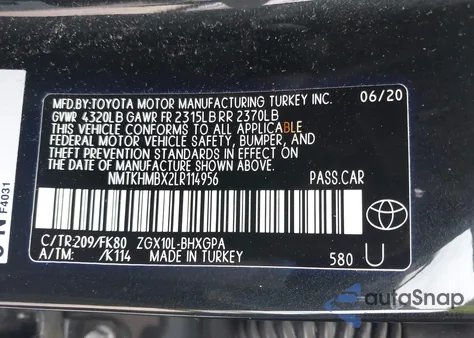 MFD.BY:TOYOTA MOTOR MANUFACTURING TURKEY INC. 06/20
GVWR 4320LB GAWR FR 2315LB RR 2370LB
THIS VEHICLE CONFORMS TO ALL APPLICABLE
FEDERAL MOTOR VEHICLE SAFETY, BUMPER, AND
THEFT PREVENTION STANDARDS IN EFFECT ON
THE DATE OF MANUFACTURE SHOWN ABOVE.
NMTKHMBX2LR114956 PASS.CAR
C/TR:209/FK80 ZGX10L-BHXGPA
A/TM: /K114 MADE IN TURKEY 580 U
F4031
autoSnap